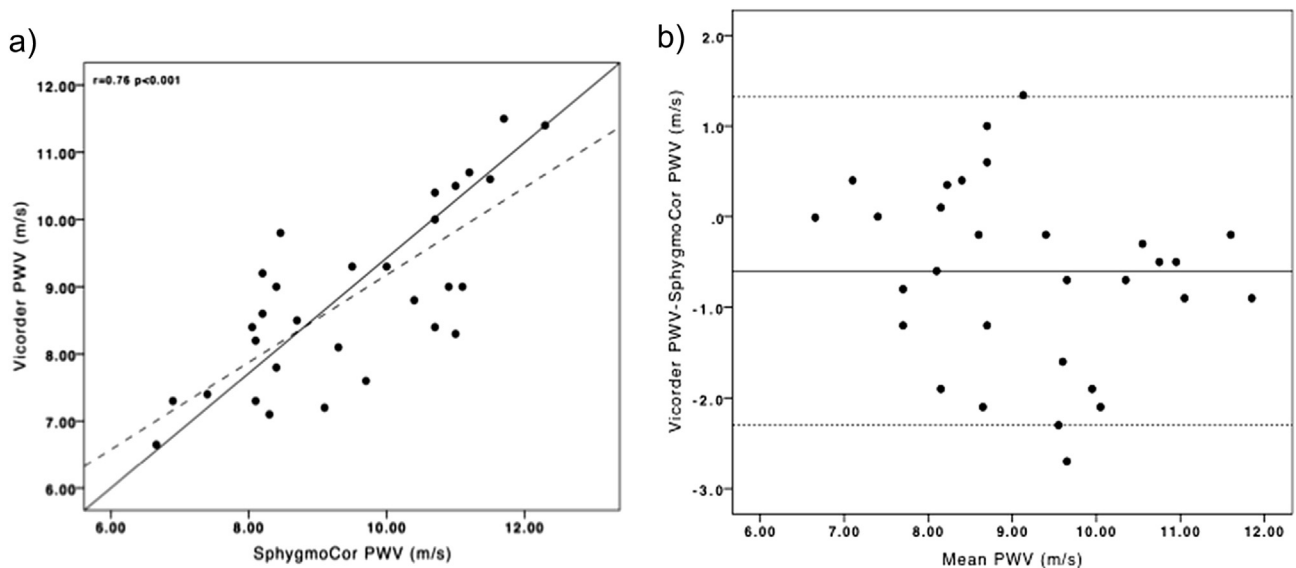 a)
r=0.76 p<0.001
12.00
11.00
10.00
9.00
8.00
7.00
6.00
Vicorder PWV (m/s)
6.00 8.00 10.00 12.00
SphygmoCor PWV (m/s)
b)
2.0
1.0
.0
-1.0
-2.0
-3.0
Vicorder PWV-SphygmoCor PWV (m/s)
6.00 7.00 8.00 9.00 10.00 11.00 12.00
Mean PWV (m/s)